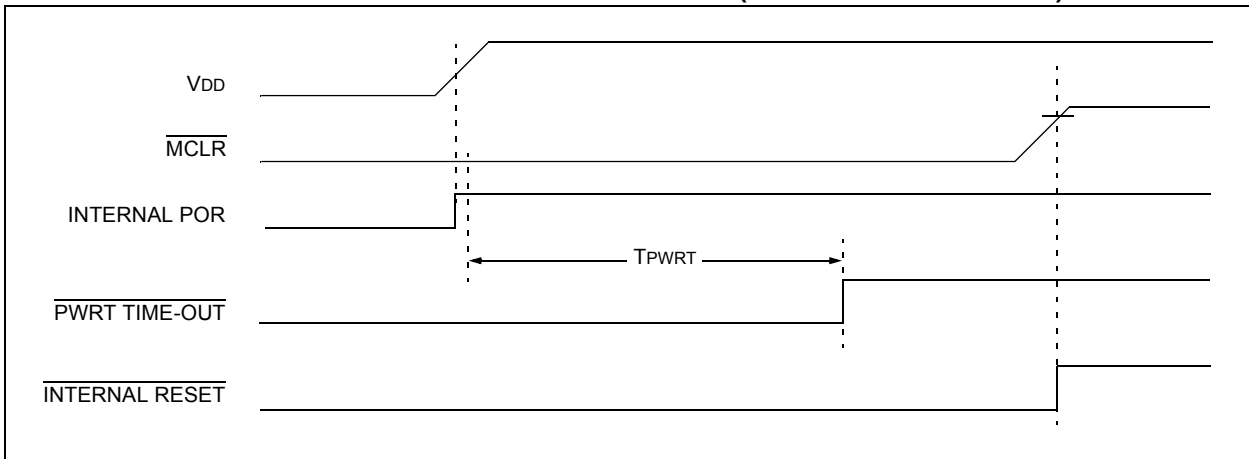 VDD
MCLR
INTERNAL POR
TPWRT
PWRT TIME-OUT
INTERNAL RESET